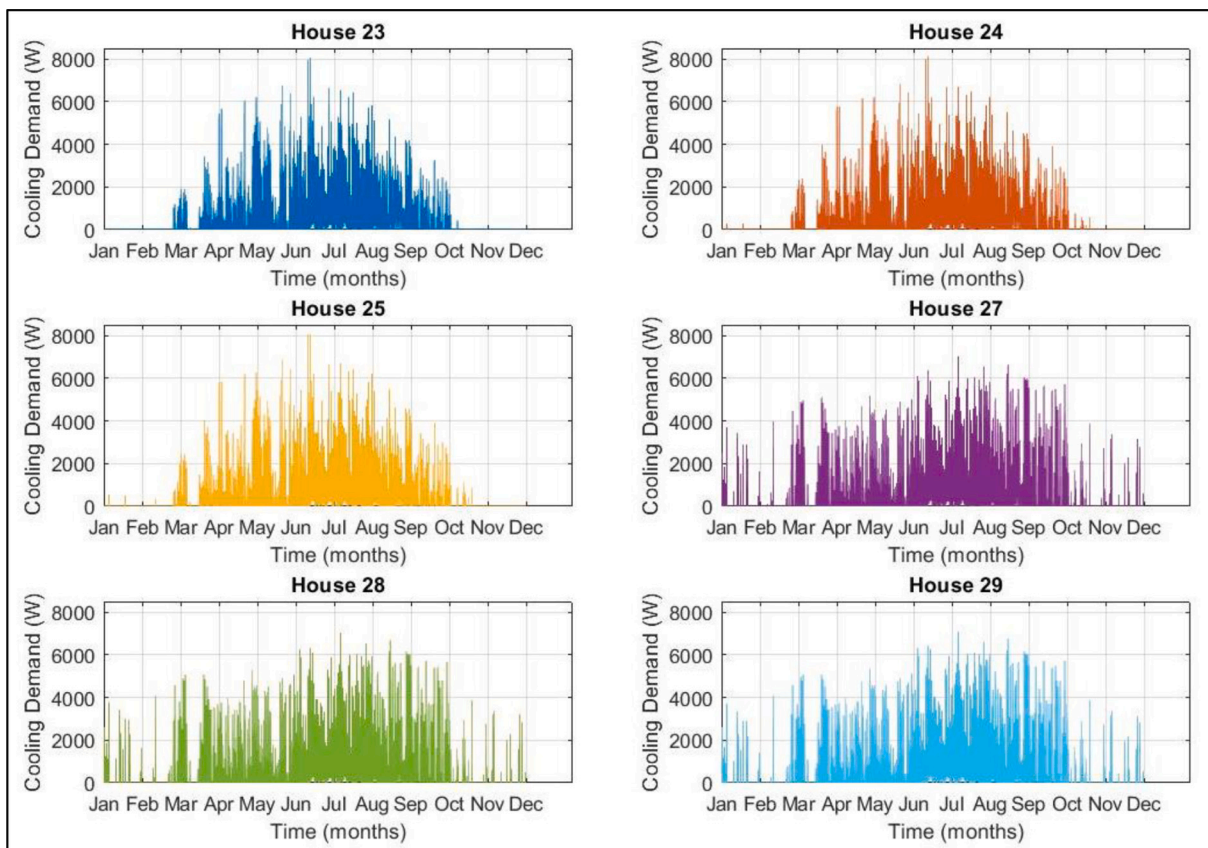 House 23
8000
6000
4000
2000
0
Cooling Demand (W)
Jan Feb Mar Apr May Jun Jul Aug Sep Oct Nov Dec
Time (months)
House 24
8000
6000
4000
2000
0
Cooling Demand (W)
Jan Feb Mar Apr May Jun Jul Aug Sep Oct Nov Dec
Time (months)
House 25
8000
6000
4000
2000
0
Cooling Demand (W)
Jan Feb Mar Apr May Jun Jul Aug Sep Oct Nov Dec
Time (months)
House 27
8000
6000
4000
2000
0
Cooling Demand (W)
Jan Feb Mar Apr May Jun Jul Aug Sep Oct Nov Dec
Time (months)
House 28
8000
6000
4000
2000
0
Cooling Demand (W)
Jan Feb Mar Apr May Jun Jul Aug Sep Oct Nov Dec
Time (months)
House 29
8000
6000
4000
2000
0
Cooling Demand (W)
Jan Feb Mar Apr May Jun Jul Aug Sep Oct Nov Dec
Time (months)